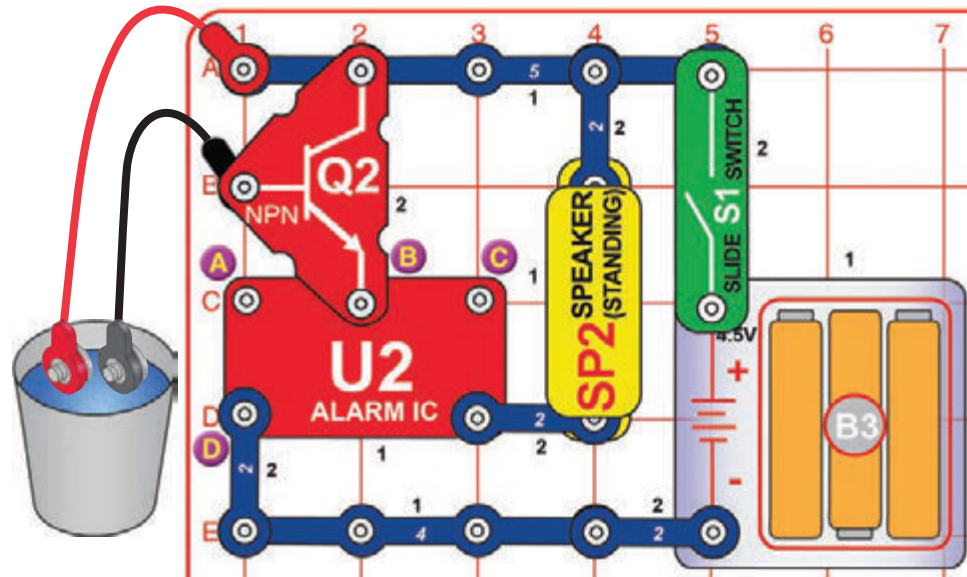 1 2 3 4 5 6 7
A
5
1
2
2
2
SLIDE SWITCH
S1
B
Q2
NPN
2
A
B
C
1
1
SPEAKER
(STANDING)
SP2
C
U2
ALARM IC
4.5V
+
-
B3
D
2
2
D
1
2
2
E
1
4
2
2